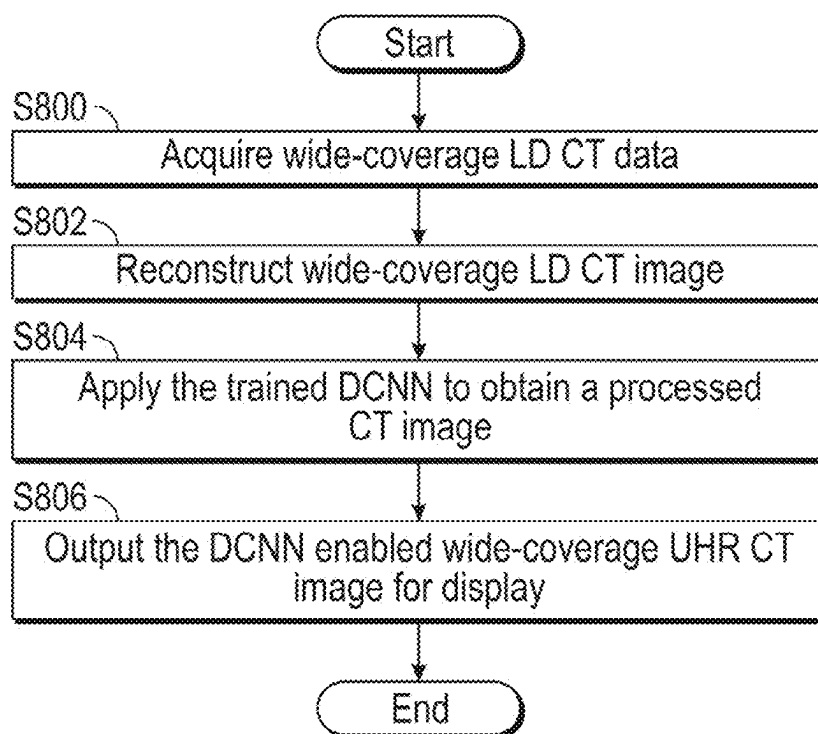 Start
S800
Acquire wide-coverage LD CT data
S802
Reconstruct wide-coverage LD CT image
S804
Apply the trained DCNN to obtain a processed
CT image
S806
Output the DCNN enabled wide-coverage UHR CT
image for display
End